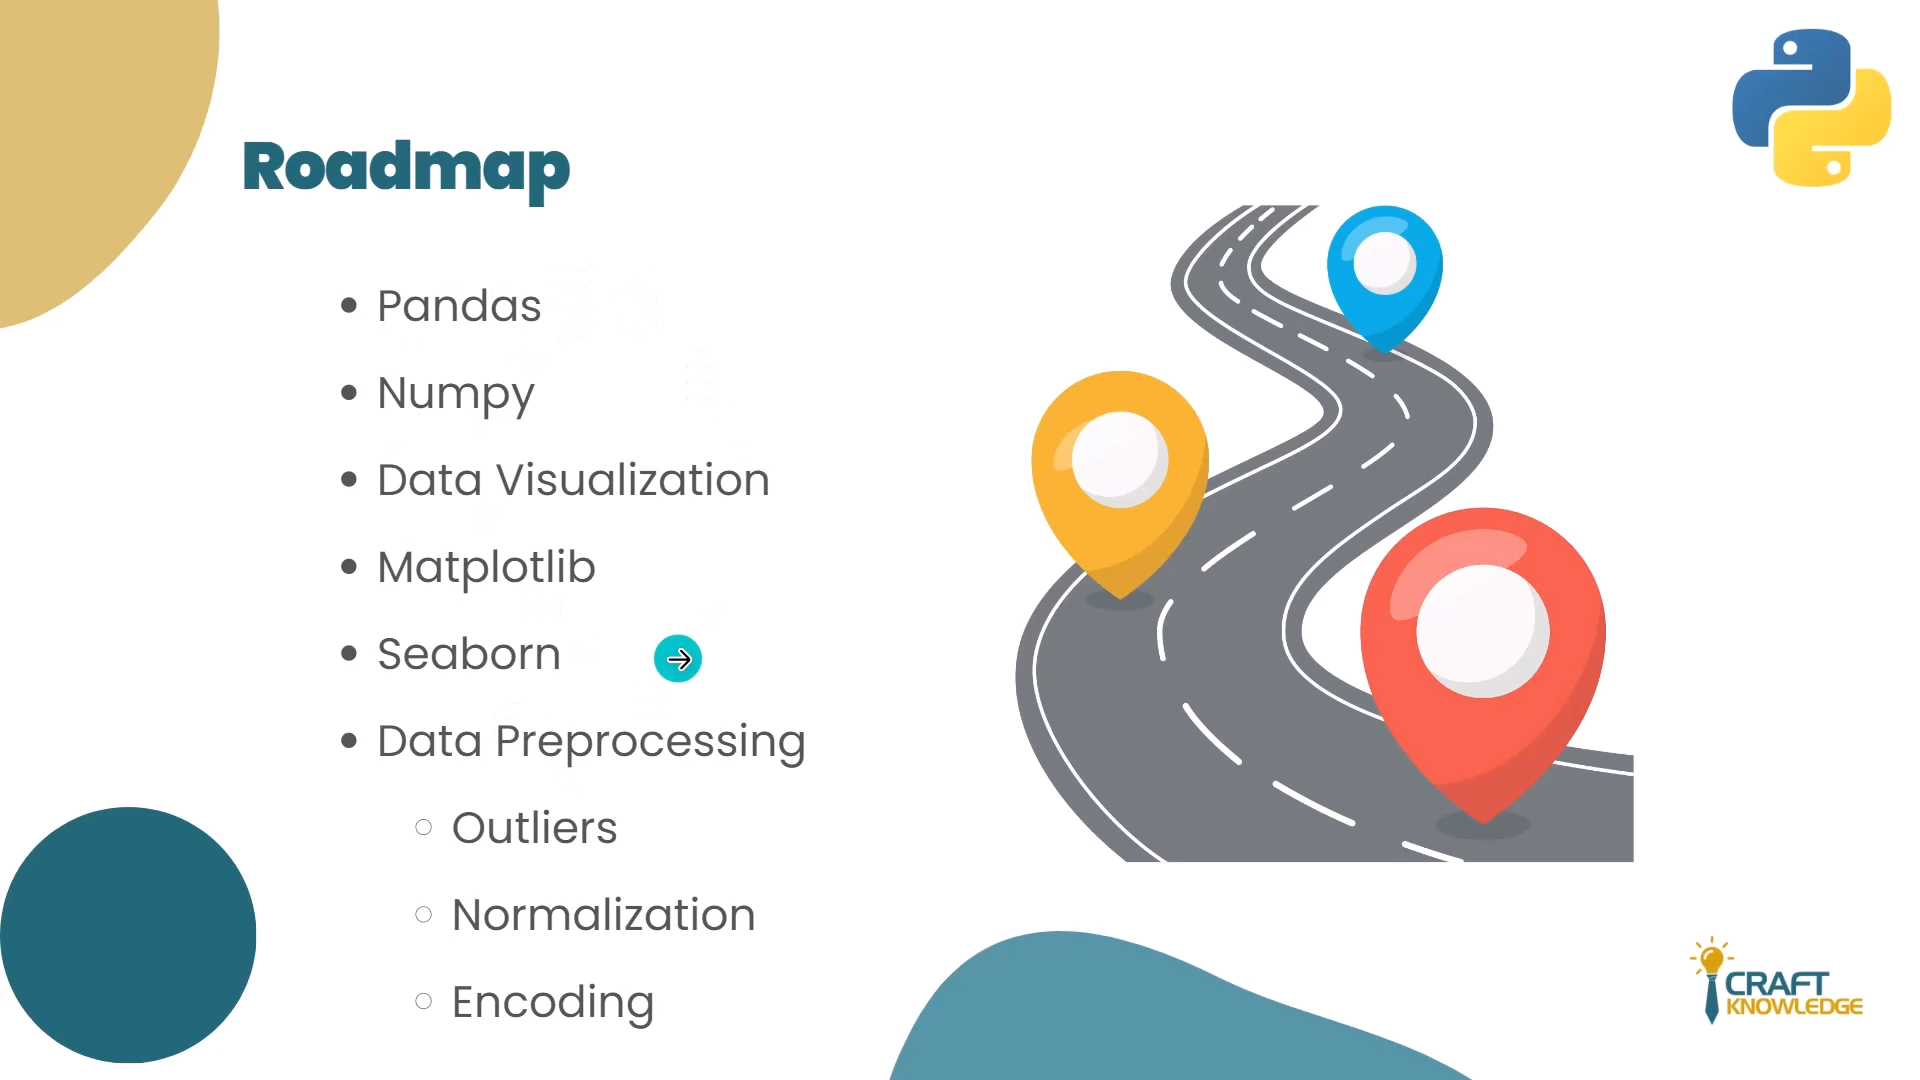 Roadmap
Pandas
Numpy
Data Visualization
Matplotlib
Seaborn
Data Preprocessing
Outliers
Normalization
Encoding
CRAFT
KNOWLEDGE